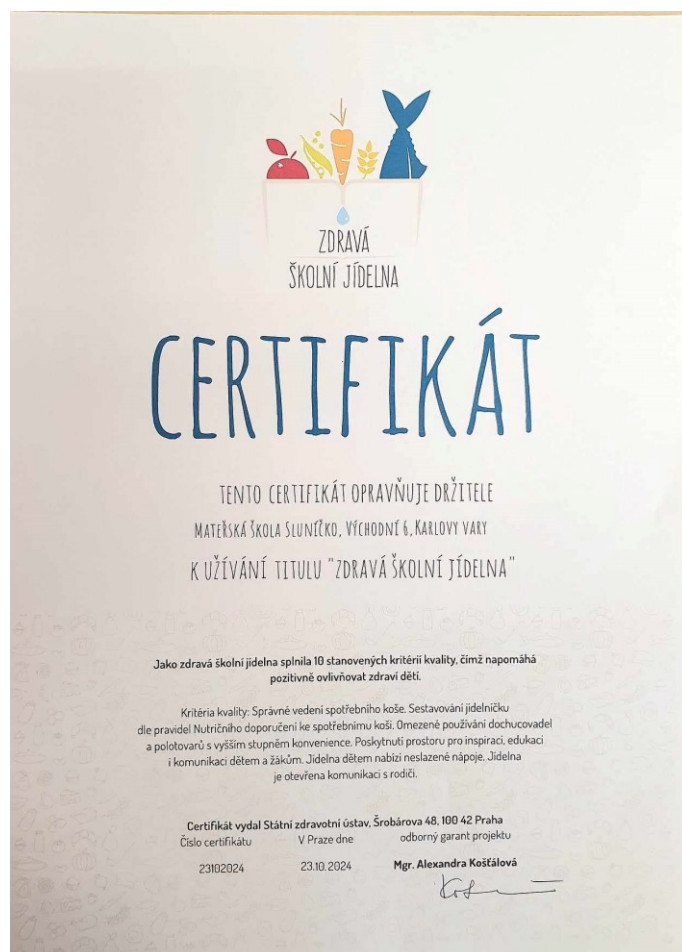 ZDRAVÁ
ŠKOLNÍ JÍDELNA
CERTIFIKÁT
TENTO CERTIFIKÁT OPRAVŇUJE DRŽITELE
MATEŘSKÁ ŠKOLA SLUNÍČKO, VÝCHODNÍ 6, KARLOVY VARY
K UŽÍVÁNÍ TITULU "ZDRAVÁ ŠKOLNÍ JÍDELNA"
Jako zdravá školní jídelna splnila 10 stanovených kritérií kvality, čímž napomáhá
pozitivně ovlivňovat zdraví dětí.
Kritéria kvality: Správné vedení spotřebního koše. Sestavování jídelníčku
dle pravidel Nutričního doporučení ke spotřebnímu koši. Omezené používání dochucovadel
a polotovarů s vyšším stupněm konvenience. Poskytnutí prostoru pro inspiraci, edukaci
i komunikaci dětem a žákům. Jídelna dětem nabízí neslazené nápoje. Jídelna
je otevřena komunikaci s rodiči.
Certifikát vydal Státní zdravotní ústav, Šrobárova 48, 100 42 Praha
Číslo certifikátu V Praze dne odborný garant projektu
23102024 23.10.2024 Mgr. Alexandra Košťálová